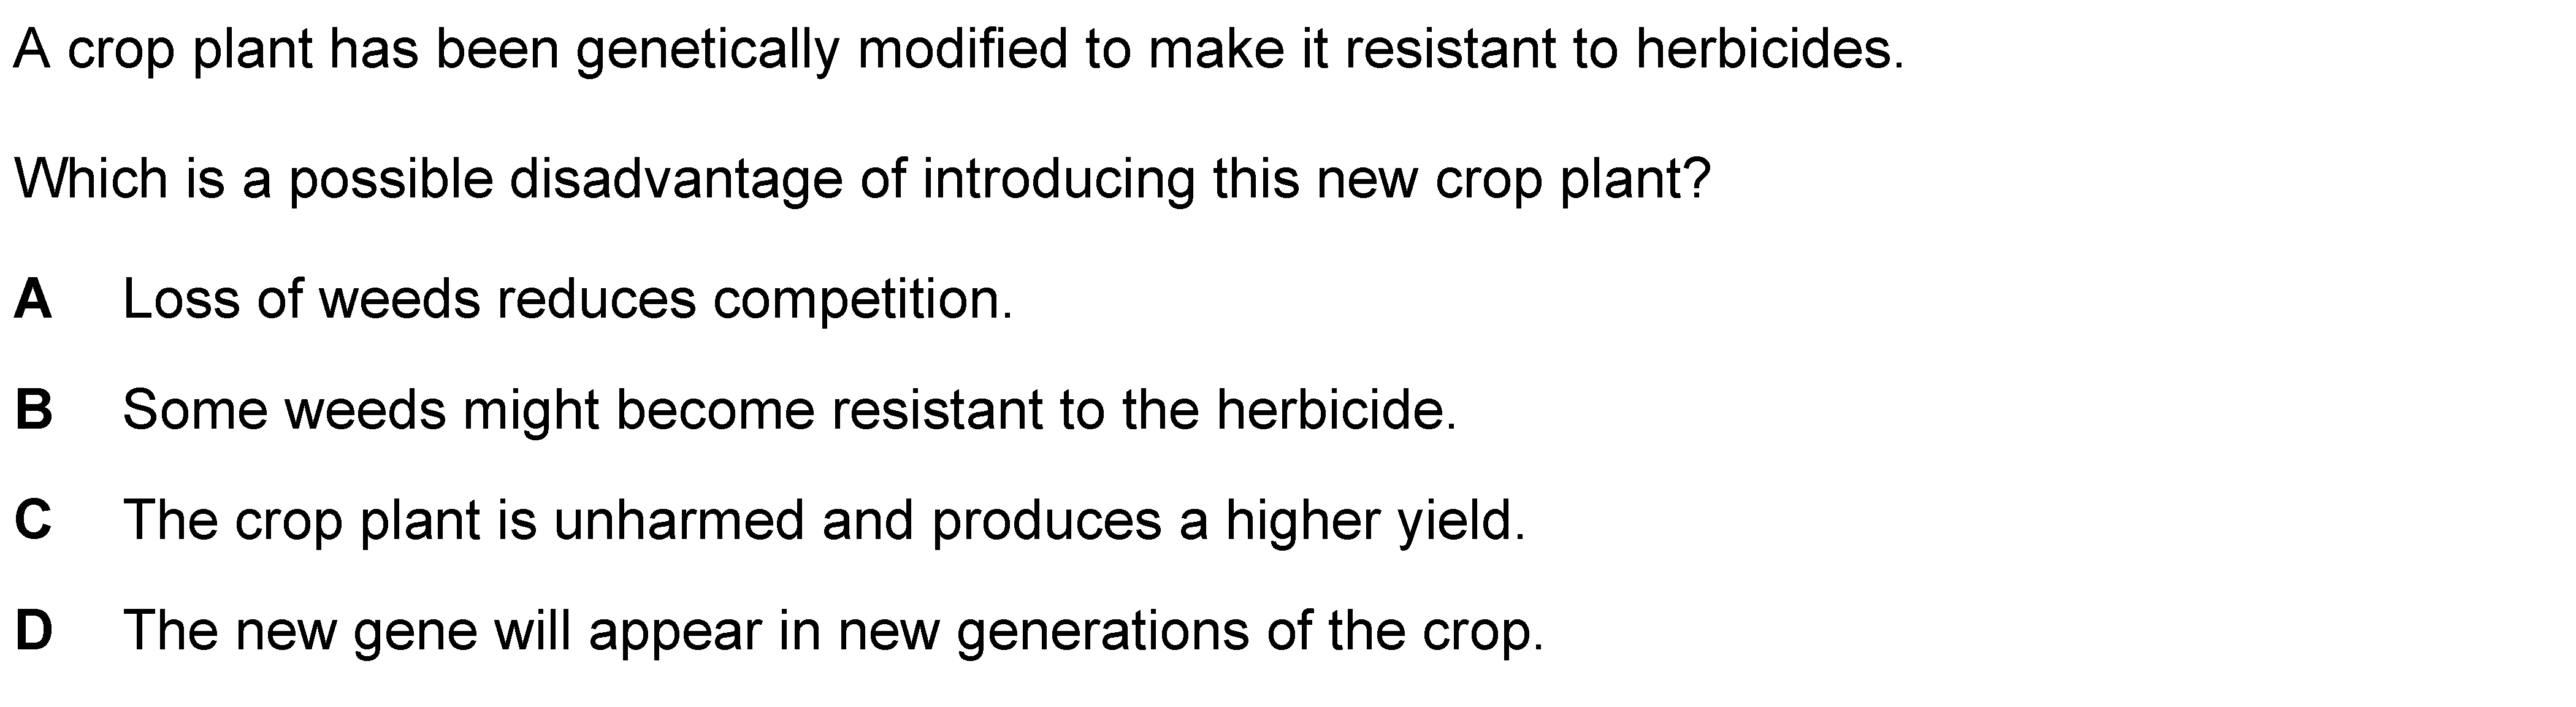 A crop plant has been genetically modified to make it resistant to herbicides.
Which is a possible disadvantage of introducing this new crop plant?
A Loss of weeds reduces competition.
B Some weeds might become resistant to the herbicide.
C The crop plant is unharmed and produces a higher yield.
D The new gene will appear in new generations of the crop.